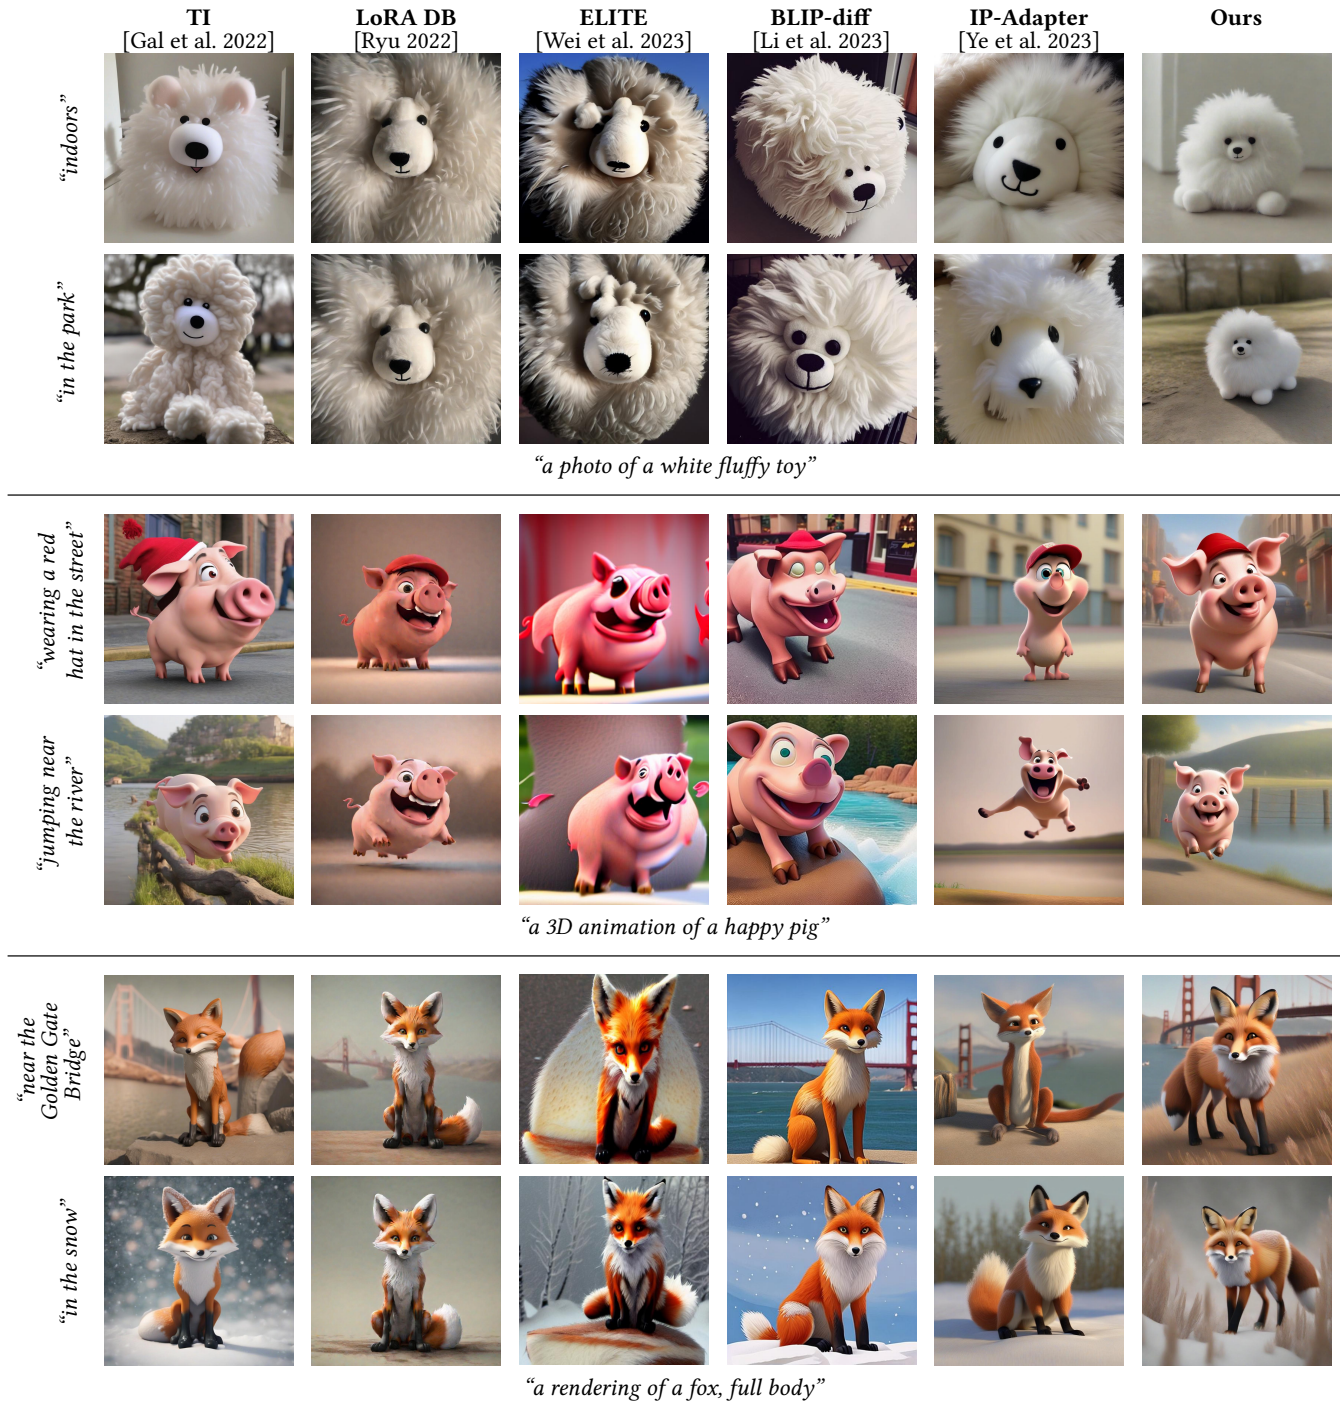 TI LoRA DB ELITE BLIP-diff IP-Adapter Ours
[Gal et al. 2022] [Ryu 2022] [Wei et al. 2023] [Li et al. 2023] [Ye et al. 2023]
“indoors”
“in the park”
“a photo of a white fluffy toy”
“wearing a red
hat in the street”
“jumping near
the river”
“a 3D animation of a happy pig”
“near the
Golden Gate
Bridge”
“in the snow”
“a rendering of a fox, full body”